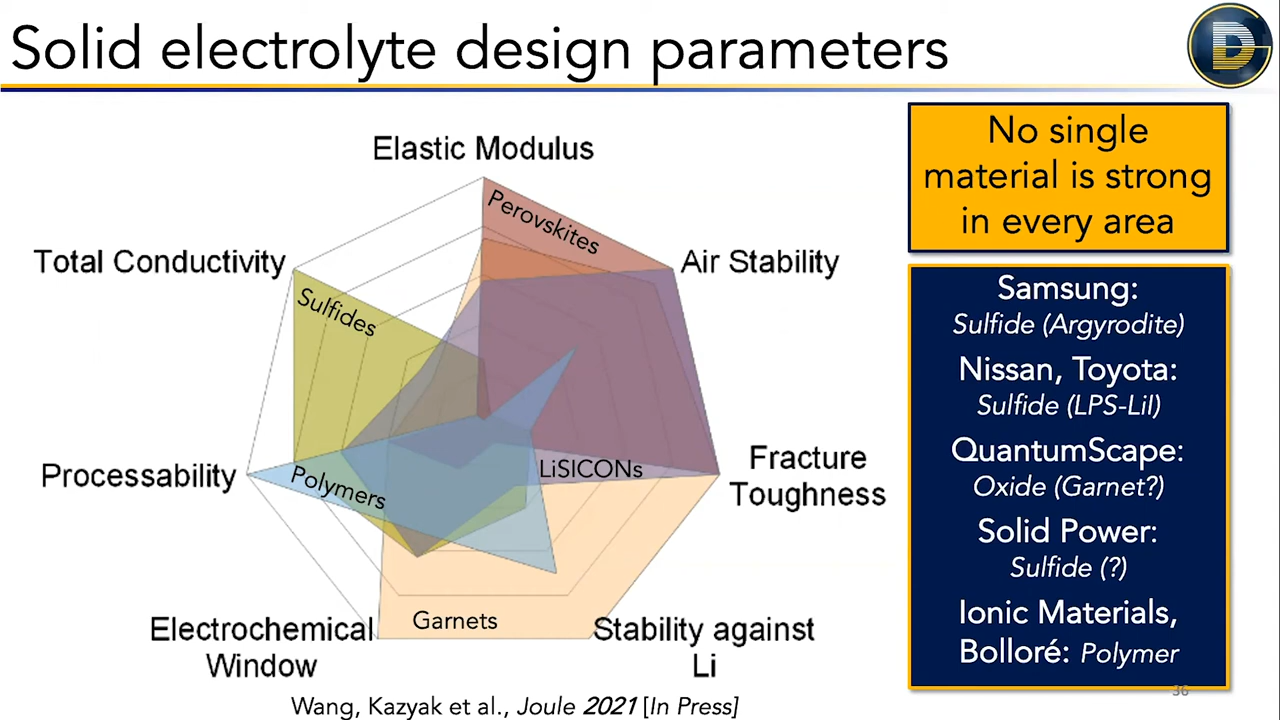 Solid electrolyte design parameters
Elastic Modulus
Perovskites
Total Conductivity
Air Stability
Sulfides
Processability
Polymers
LiSICONs
Fracture
Toughness
Garnets
Electrochemical
Window
Stability against
Li
Wang, Kazyak et al., Joule 2021 [In Press]
No single
material is strong
in every area
Samsung:
Sulfide (Argyrodite)
Nissan, Toyota:
Sulfide (LPS-LiI)
QuantumScape:
Oxide (Garnet?)
Solid Power:
Sulfide (?)
Ionic Materials,
Bolloré: Polymer
36